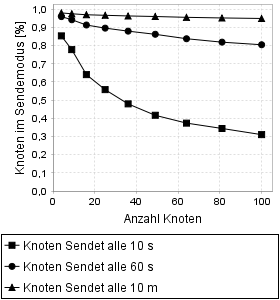 Knoten im Sendemodus [%]
1,0
0,9
0,8
0,7
0,6
0,5
0,4
0,3
0,2
0,1
0,0
0 20 40 60 80 100
Anzahl Knoten
Knoten Sendet alle 10 s
Knoten Sendet alle 60 s
Knoten Sendet alle 10 m